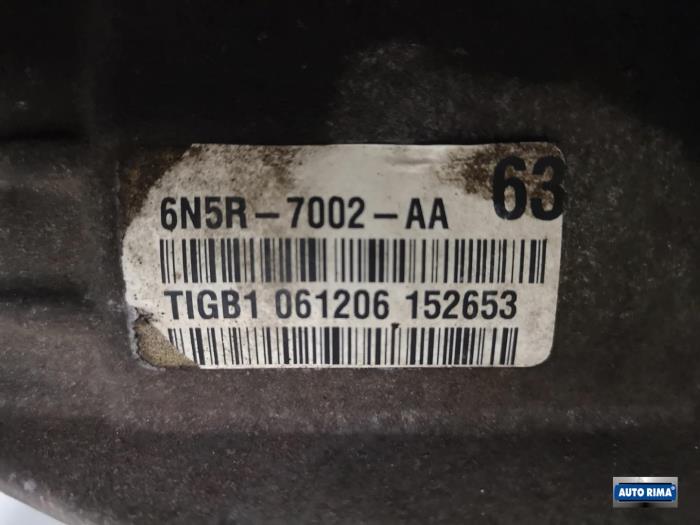 63
6N5R-7002-AA
TIGB1 061206 152653
AUTO RIMA